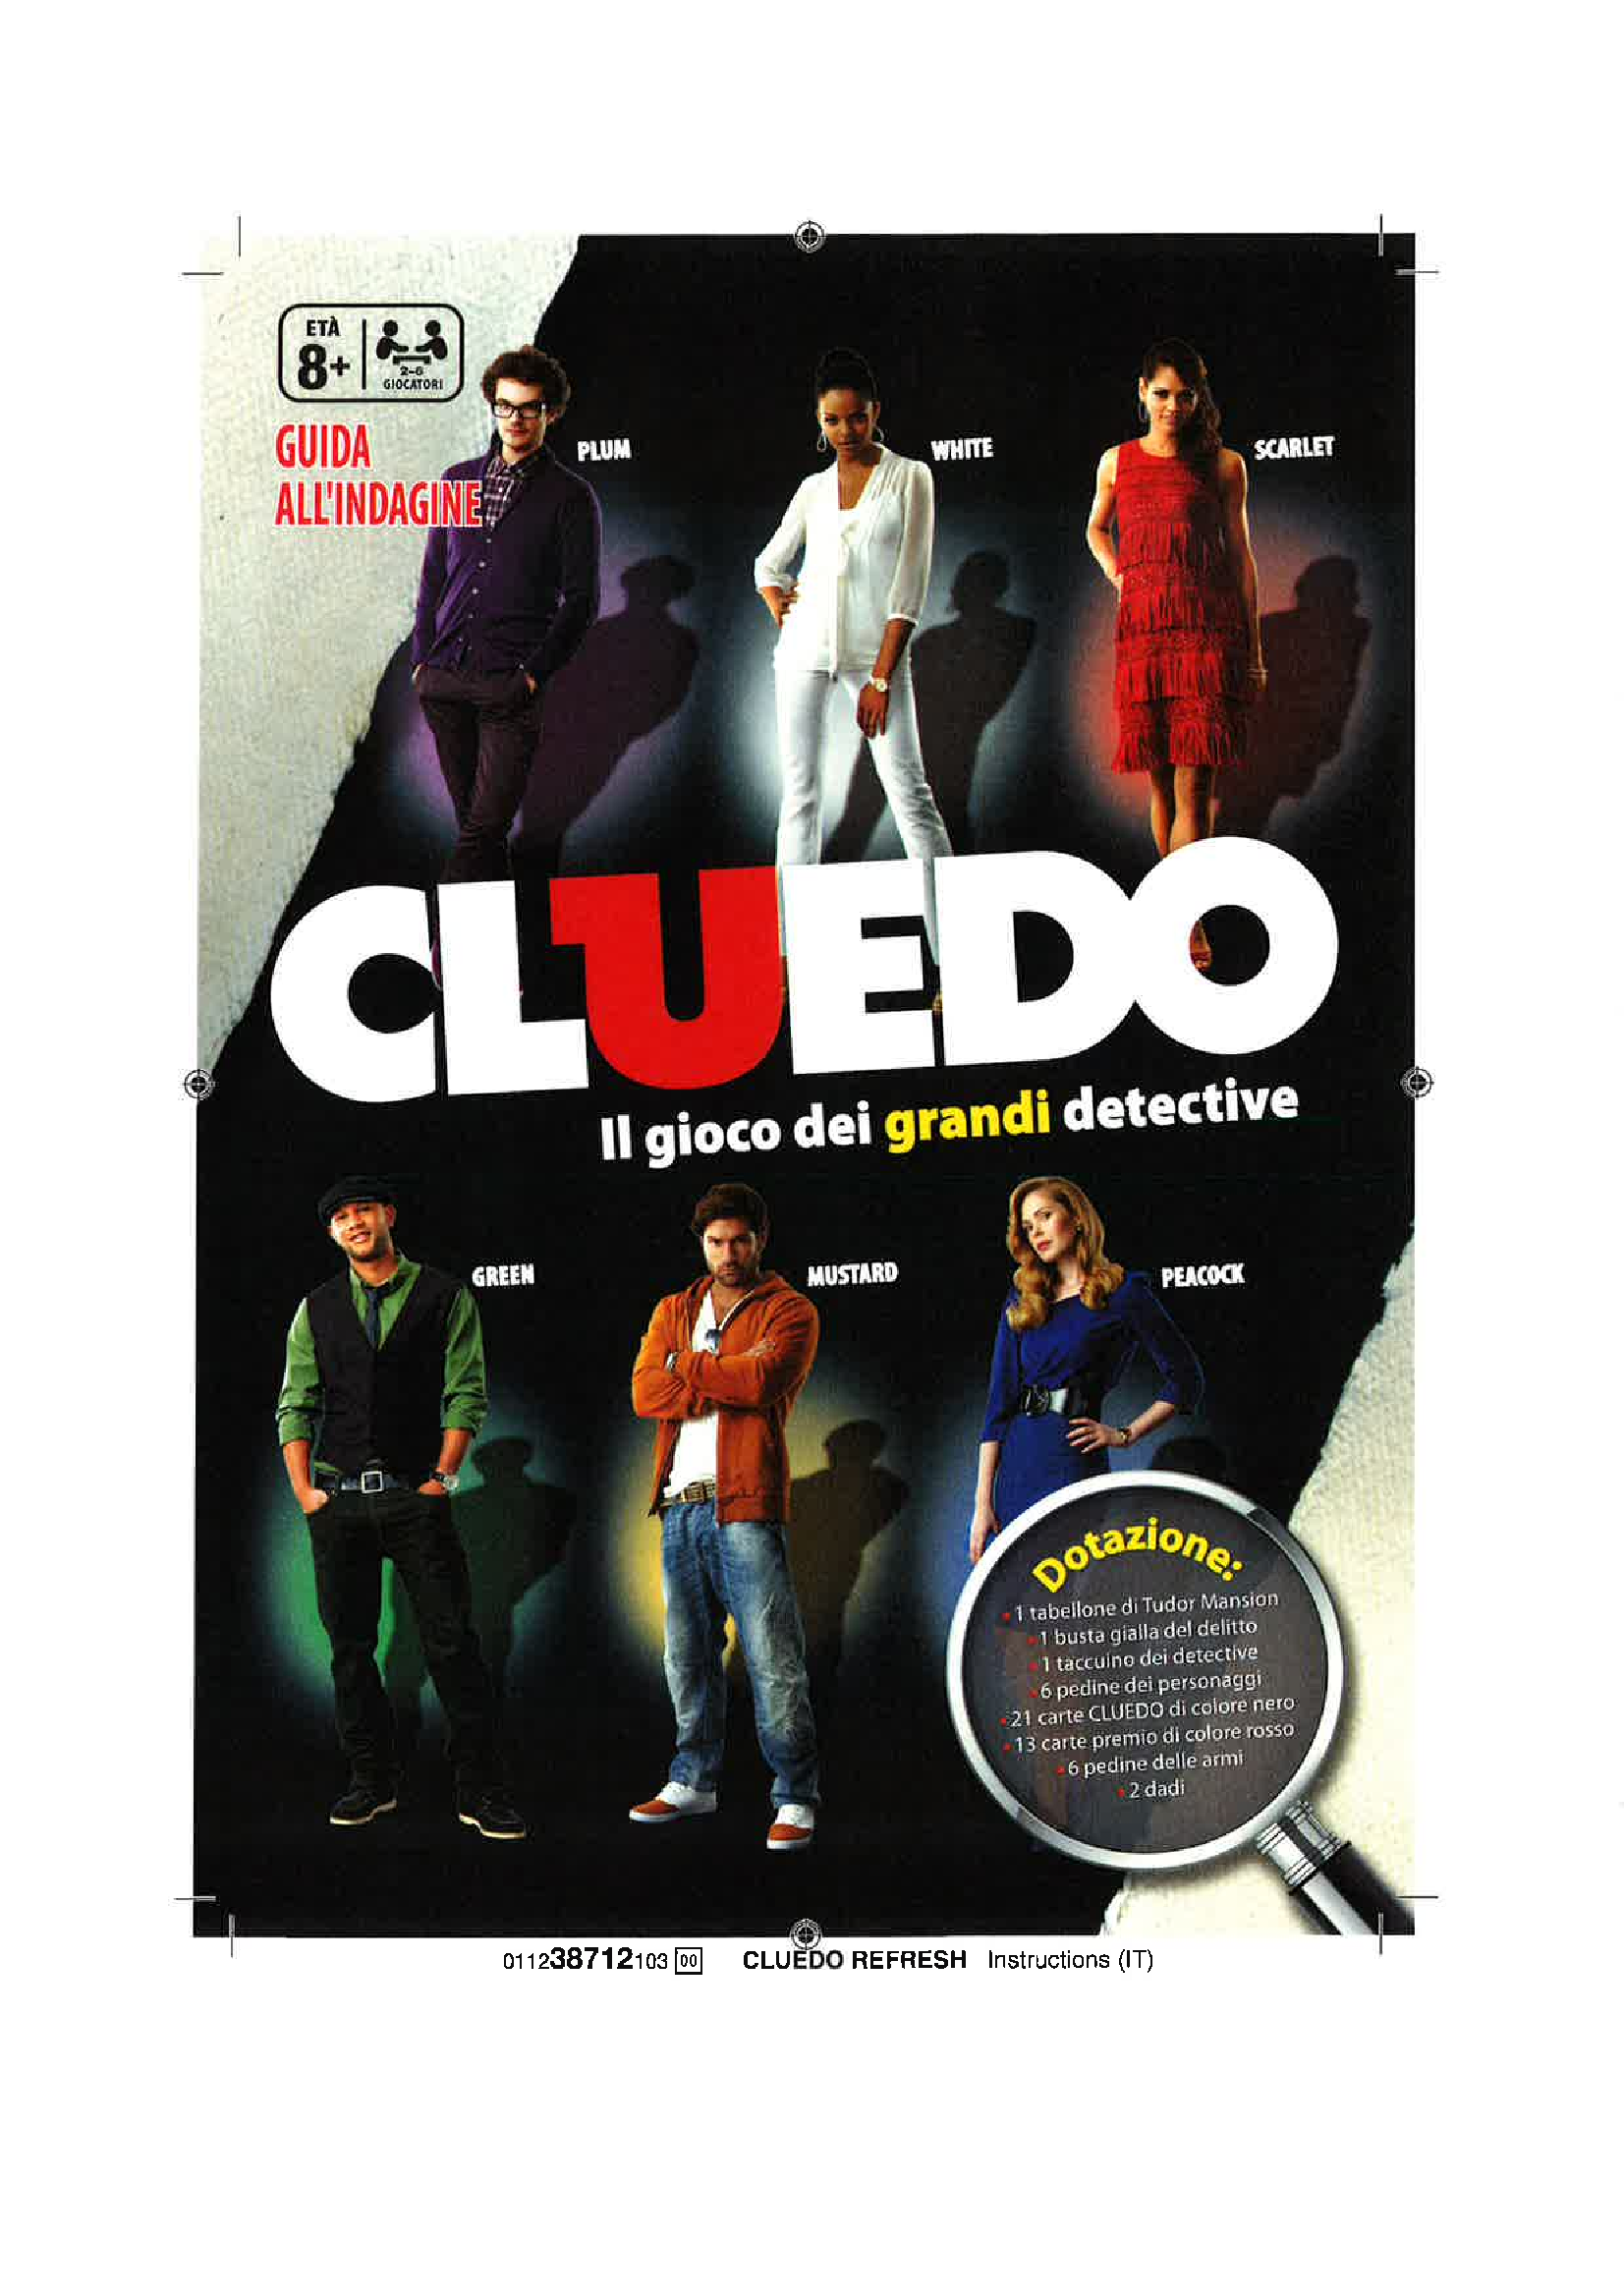 ETÀ
8+
2-6
GIOCATORI
GUIDA
ALL'INDAGINE
PLUM
WHITE
SCARLET
CLUEDO
Il gioco dei grandi detective
GREEN
MUSTARD
PEACOCK
Dotazione:
• 1 tabellone di Tudor Mansion
• 1 busta gialla del delitto
• 1 taccuino dei detective
• 6 pedine dei personaggi
• 21 carte CLUEDO di colore nero
• 13 carte premio di colore rosso
• 6 pedine delle armi
• 2 dadi
011238712103 00 CLUEDO REFRESH Instructions (IT)